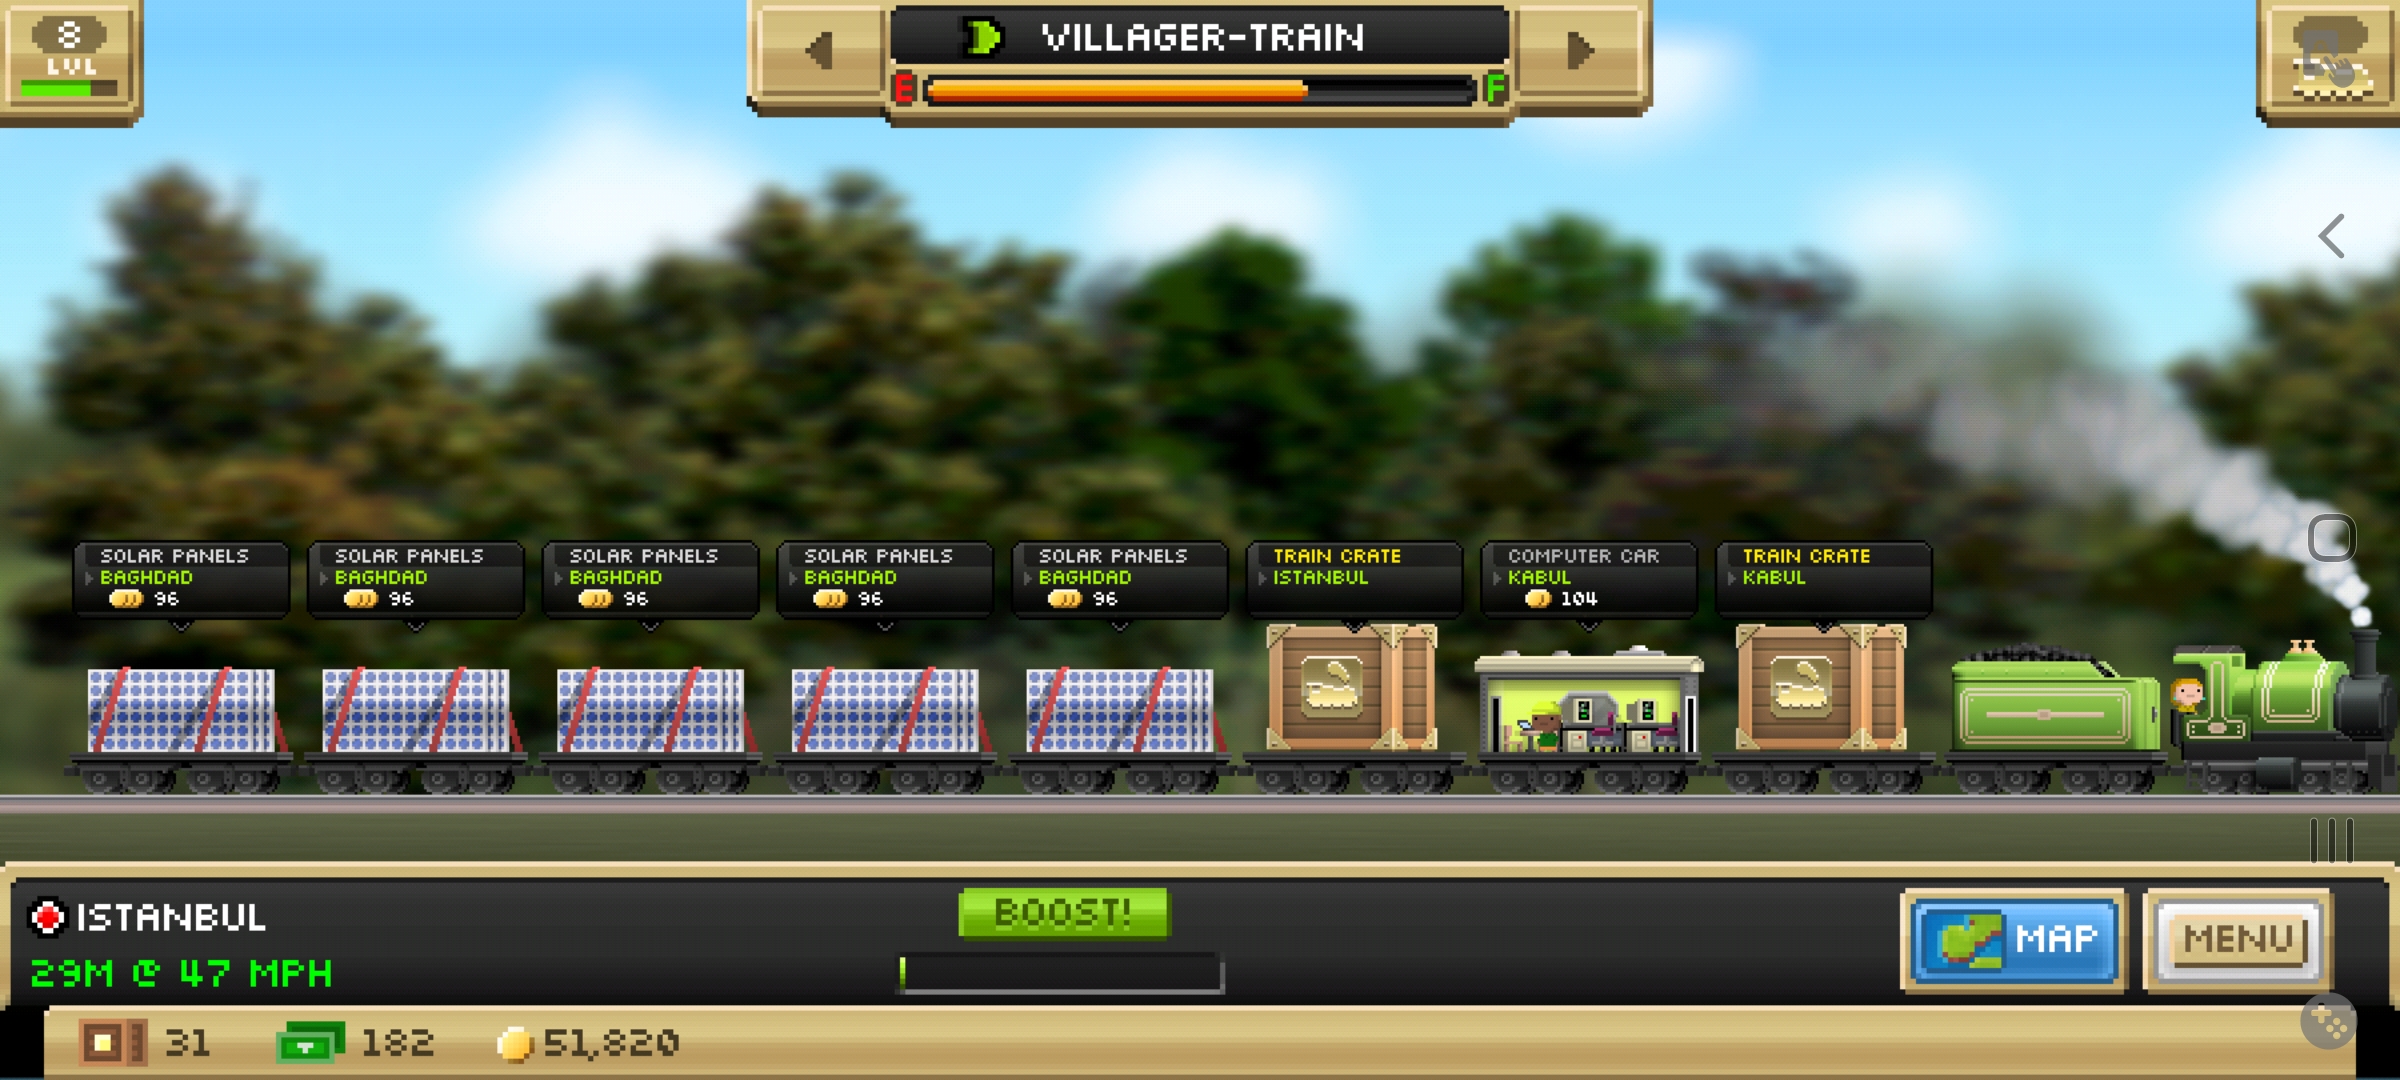 8
LVL
VILLAGER-TRAIN
E F
SOLAR PANELS
BAGHDAD
96
SOLAR PANELS
BAGHDAD
96
SOLAR PANELS
BAGHDAD
96
SOLAR PANELS
BAGHDAD
96
SOLAR PANELS
BAGHDAD
96
TRAIN CRATE
ISTANBUL
COMPUTER CAR
KABUL
104
TRAIN CRATE
KABUL
ISTANBUL
29M @ 47 MPH
BOOST!
MAP
MENU
31 182 51,820